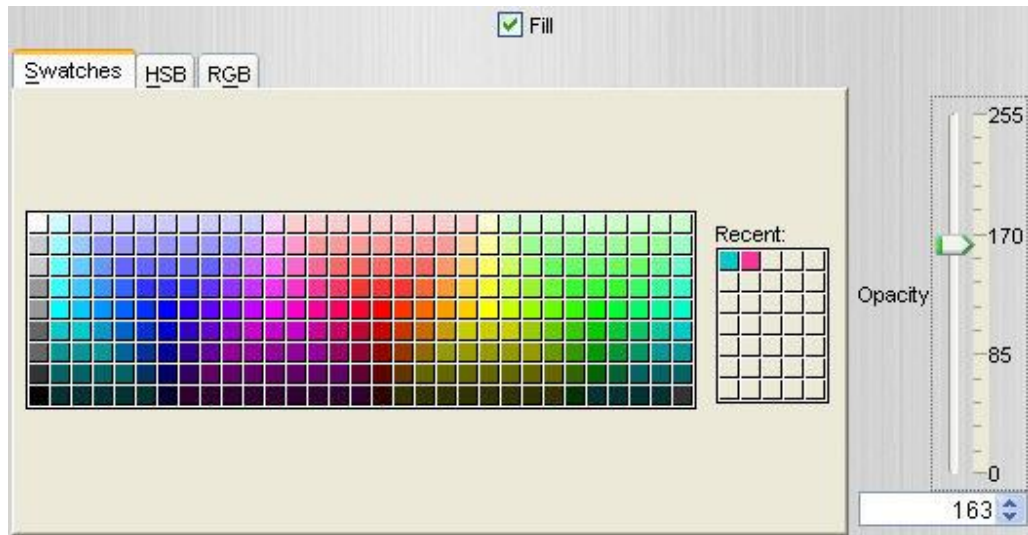 Fill
Swatches HSB RGB
255
Recent:
170
Opacity
85
0
163